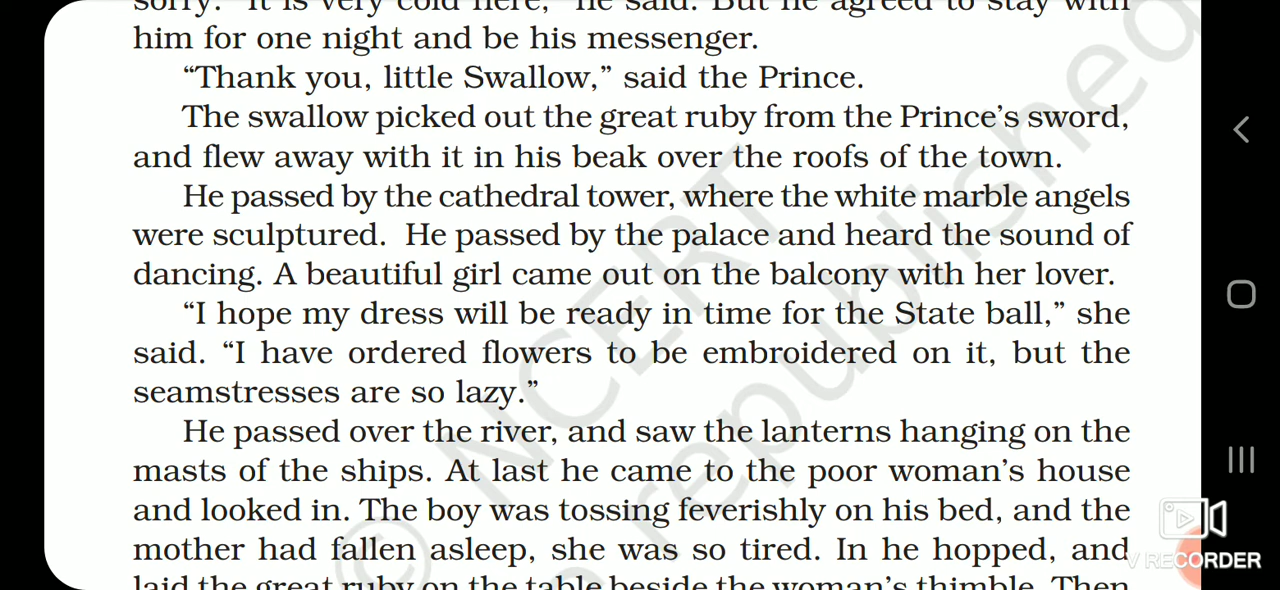 sorry. "It is very cold here," he said. But he agreed to stay with
him for one night and be his messenger.
“Thank you, little Swallow,” said the Prince.
The swallow picked out the great ruby from the Prince’s sword,
and flew away with it in his beak over the roofs of the town.
He passed by the cathedral tower, where the white marble angels
were sculptured. He passed by the palace and heard the sound of
dancing. A beautiful girl came out on the balcony with her lover.
“I hope my dress will be ready in time for the State ball,” she
said. “I have ordered flowers to be embroidered on it, but the
seamstresses are so lazy.”
He passed over the river, and saw the lanterns hanging on the
masts of the ships. At last he came to the poor woman’s house
and looked in. The boy was tossing feverishly on his bed, and the
mother had fallen asleep, she was so tired. In he hopped, and
laid the great ruby on the table beside the woman’s thimble. Then
© NCERT
republished
V RECORDER